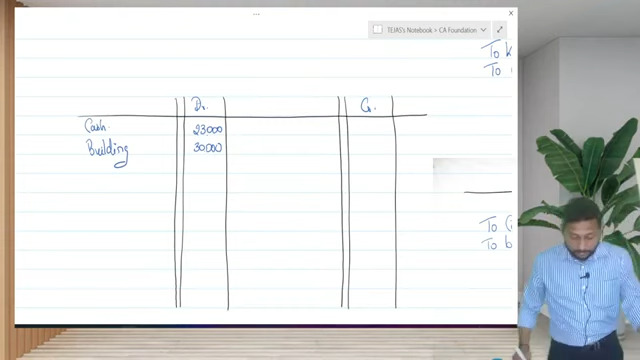 TEJAS's Notebook > CA Foundation
To
To
Dr. Cr.
Cash. 23000
Building 30000
To
To b